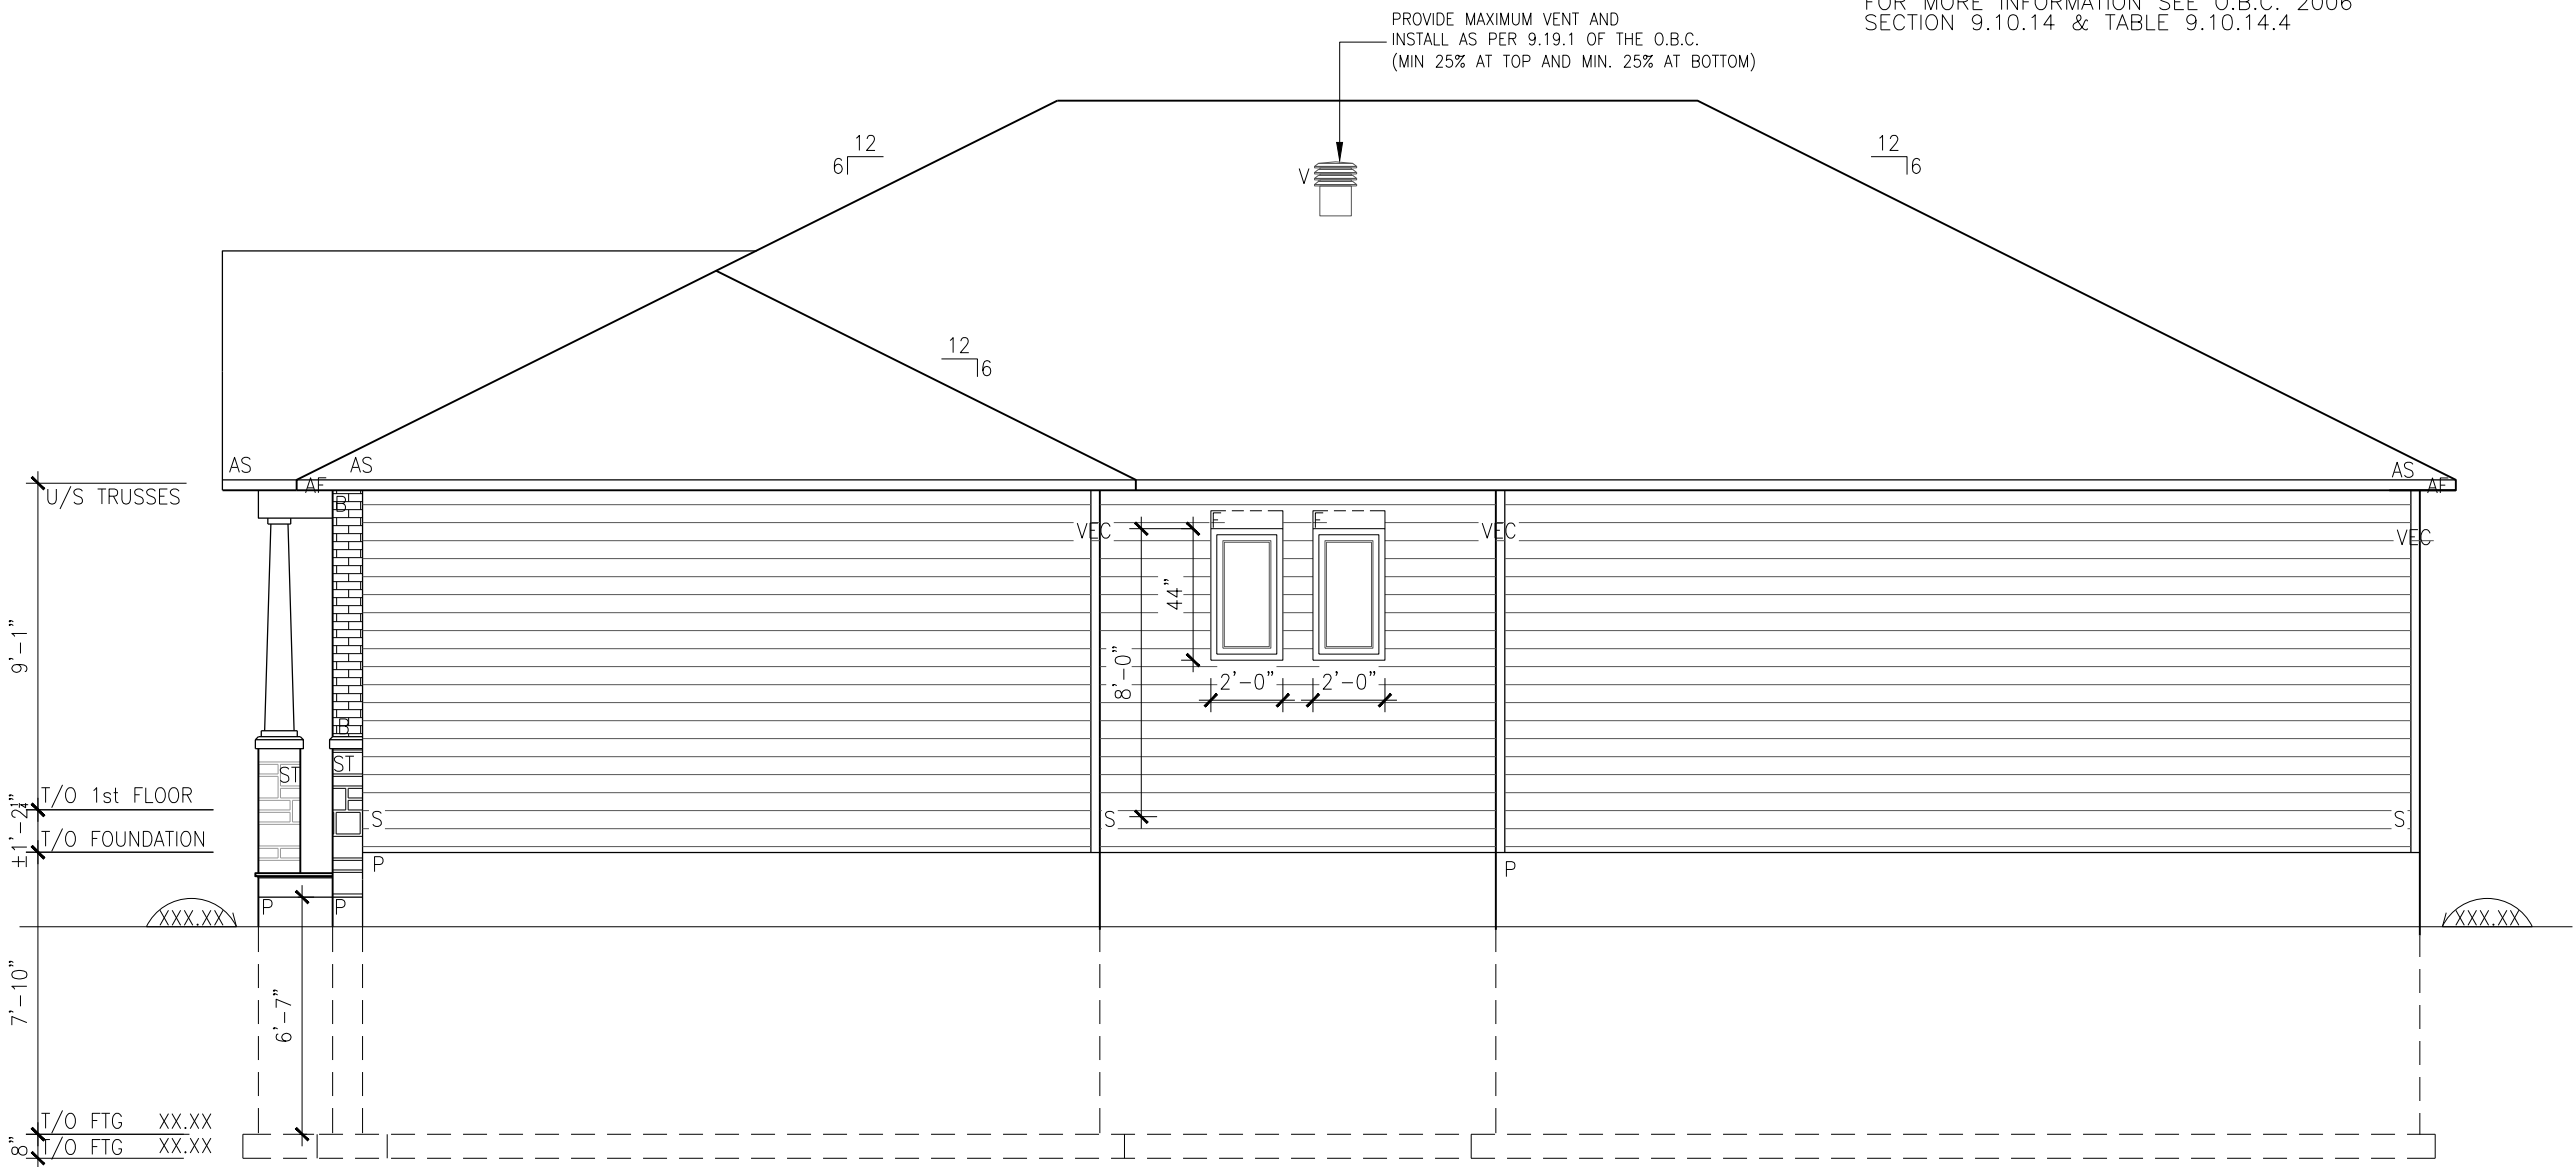 FOR MORE INFORMATION SEE O.B.C. 2006
SECTION 9.10.14 & TABLE 9.10.14.4
PROVIDE MAXIMUM VENT AND
INSTALL AS PER 9.19.1 OF THE O.B.C.
(MIN 25% AT TOP AND MIN. 25% AT BOTTOM)
12
6
12
6
V
12
6
AS
AS
AS
AF
AF
U/S TRUSSES
B
F
F
VEC
VEC
VEC
44"
9'-1"
8'-0"
2'-0"
2'-0"
B
ST
ST
T/O 1st FLOOR
±1'-2 1/4"
S
S
S
T/O FOUNDATION
P
P
P
P
XXX.XX
XXX.XX
7'-10"
6'-7"
T/O FTG XX.XX
T/O FTG XX.XX
8"